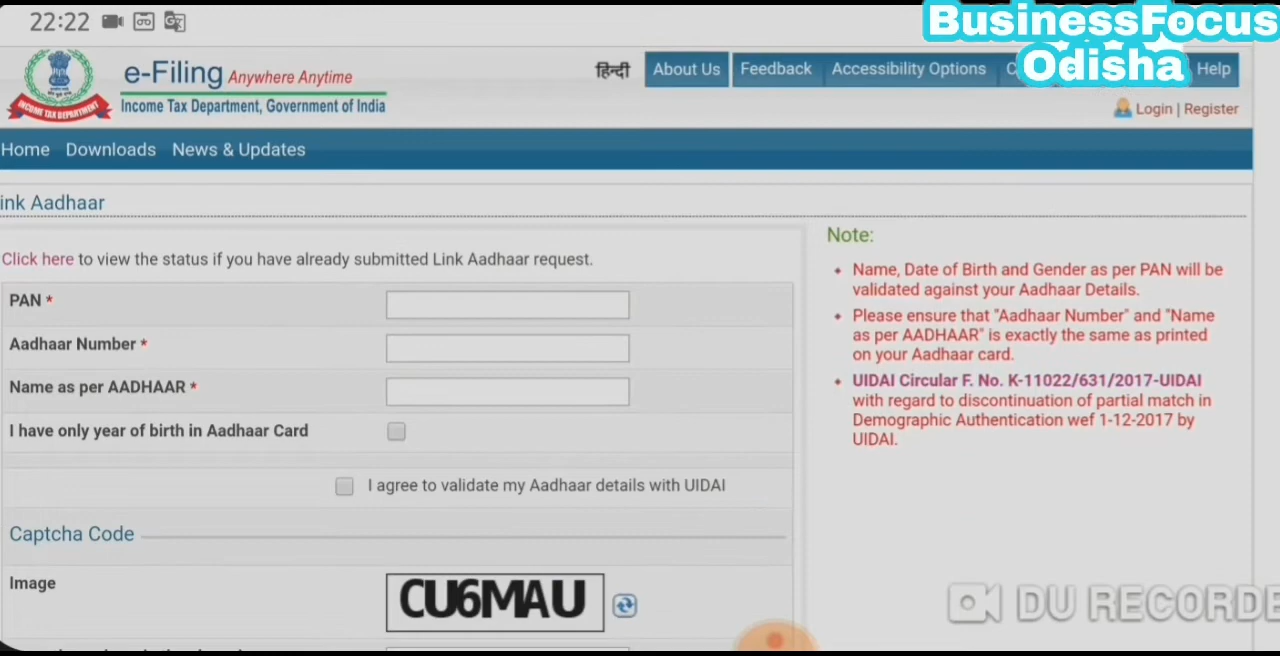 22:22
BusinessFocus
Odisha
e-Filing Anywhere Anytime
Income Tax Department, Government of India
INCOME TAX DEPARTMENT
हिन्दी About Us Feedback Accessibility Options Help
Login | Register
Home Downloads News & Updates
ink Aadhaar
Click here to view the status if you have already submitted Link Aadhaar request.
PAN *
Aadhaar Number *
Name as per AADHAAR *
I have only year of birth in Aadhaar Card
I agree to validate my Aadhaar details with UIDAI
Captcha Code
Image
CU6MAU
Note:
Name, Date of Birth and Gender as per PAN will be
validated against your Aadhaar Details.
Please ensure that "Aadhaar Number" and "Name
as per AADHAAR" is exactly the same as printed
on your Aadhaar card.
UIDAI Circular F. No. K-11022/631/2017-UIDAI
with regard to discontinuation of partial match in
Demographic Authentication wef 1-12-2017 by
UIDAI.
DU RECORDE